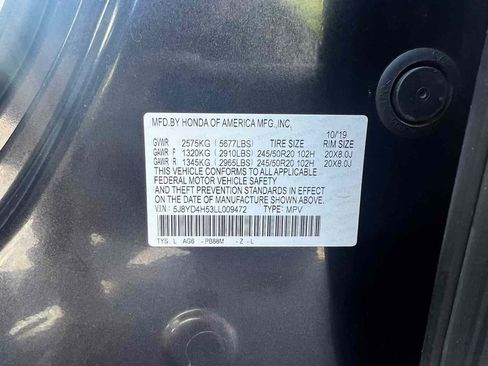 MFD.BY HONDA OF AMERICA MFG.,INC. 10/19
GVWR 2575KG (5677LBS) TIRE SIZE RIM SIZE
GAWR F 1320KG (2910LBS) 245/50R20 102H 20X8.0J
GAWR R 1345KG (2965LBS) 245/50R20 102H 20X8.0J
THIS VEHICLE CONFORMS TO ALL APPLICABLE
FEDERAL MOTOR VEHICLE SAFETY
AND THEFT PREVENTION STANDARDS IN EFFECT
ON THE DATE OF MANUFACTURE SHOWN ABOVE.
V.I.N: 5J8YD4H53LL009472 TYPE: MPV
TYS L AG6 -PB88M -Z -L